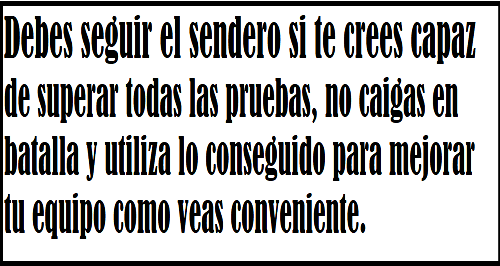 Debes seguir el sendero si te crees capaz
de superar todas las pruebas, no caigas en
batalla y utiliza lo conseguido para mejorar
tu equipo como veas conveniente.